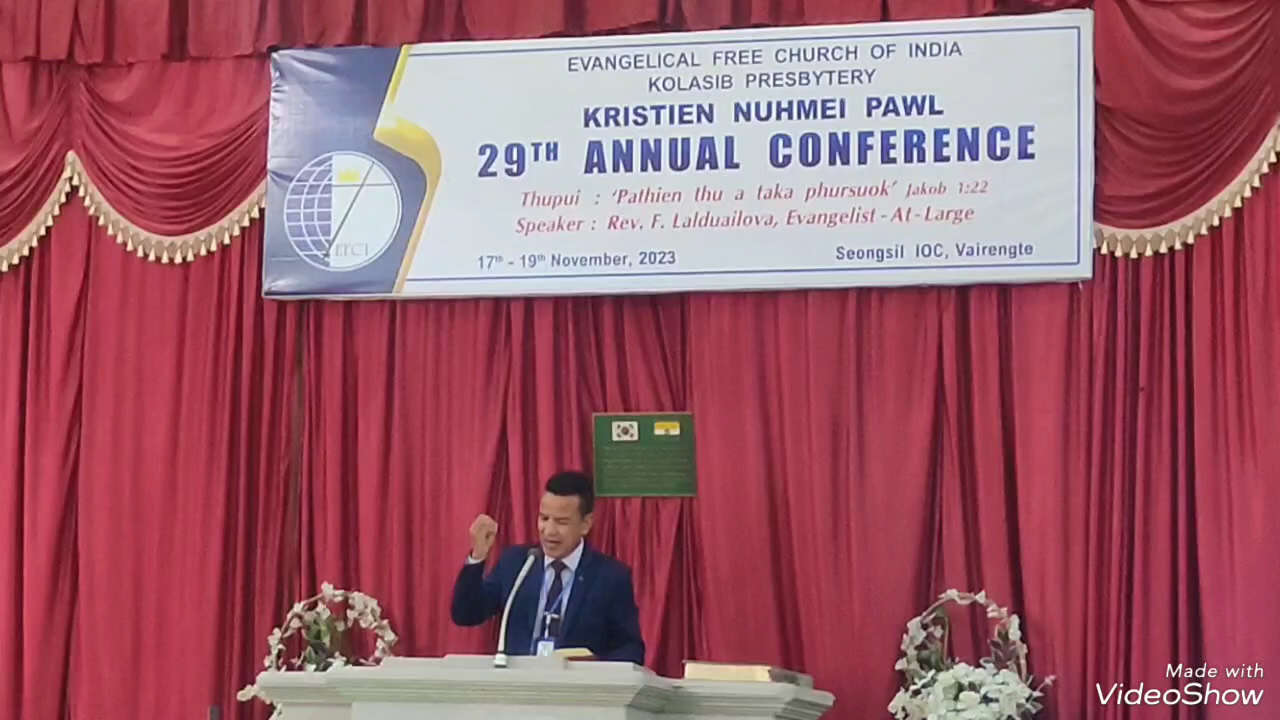 EVANGELICAL FREE CHURCH OF INDIA
KOLASIB PRESBYTERY
KRISTIEN NUHMEI PAWL
29TH ANNUAL CONFERENCE
Thupui : 'Pathien thu a taka phursuok' Jakob 1:22
Speaker : Rev. F. Lalduailova, Evangelist-At-Large
17th - 19th November, 2023
Seongsil IOC, Vairengte
EFCI
Made with
VideoShow